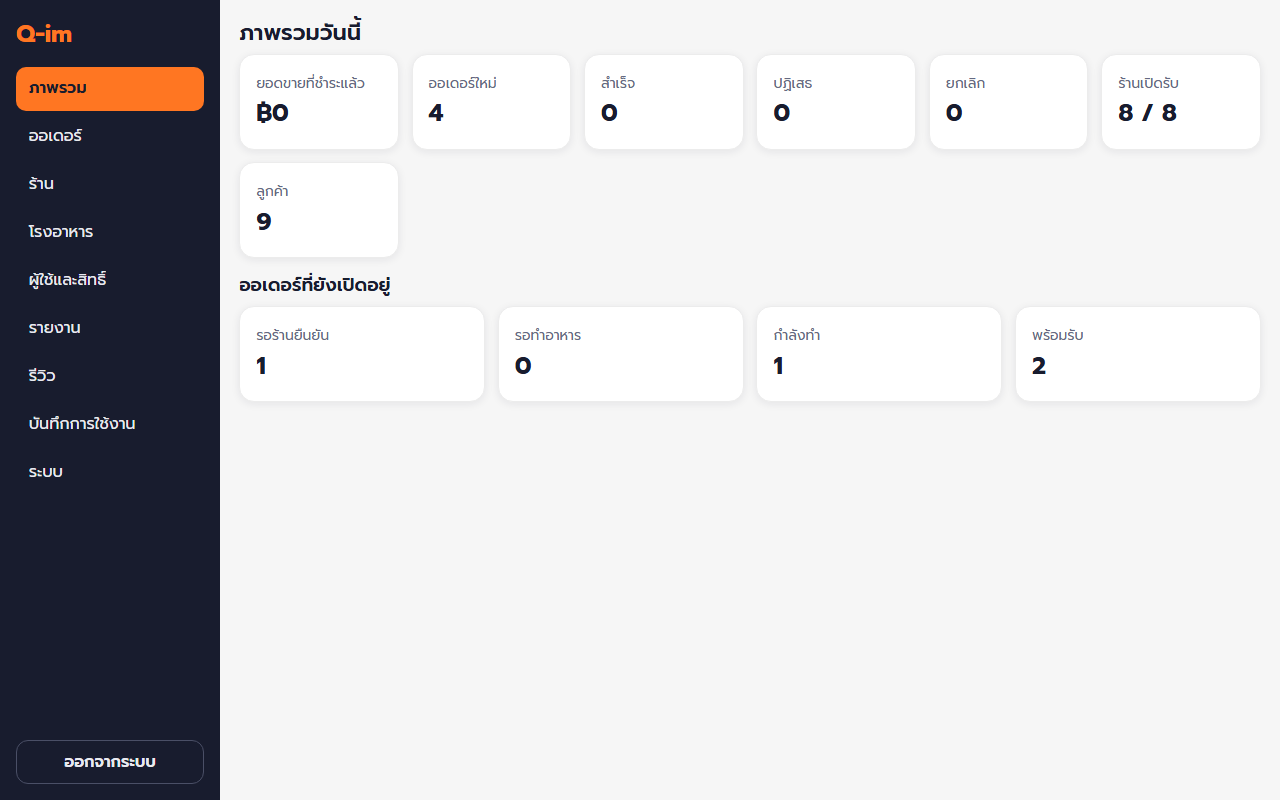 Q-im
ภาพรวม
ออเดอร์
ร้าน
โรงอาหาร
ผู้ใช้และสิทธิ์
รายงาน
รีวิว
บันทึกการใช้งาน
ระบบ
ออกจากระบบ
ภาพรวมวันนี้
ยอดขายที่ชำระแล้ว
฿0
ออเดอร์ใหม่
4
สำเร็จ
0
ปฏิเสธ
0
ยกเลิก
0
ร้านเปิดรับ
8 / 8
ลูกค้า
9
ออเดอร์ที่ยังเปิดอยู่
รอร้านยืนยัน
1
รอทำอาหาร
0
กำลังทำ
1
พร้อมรับ
2